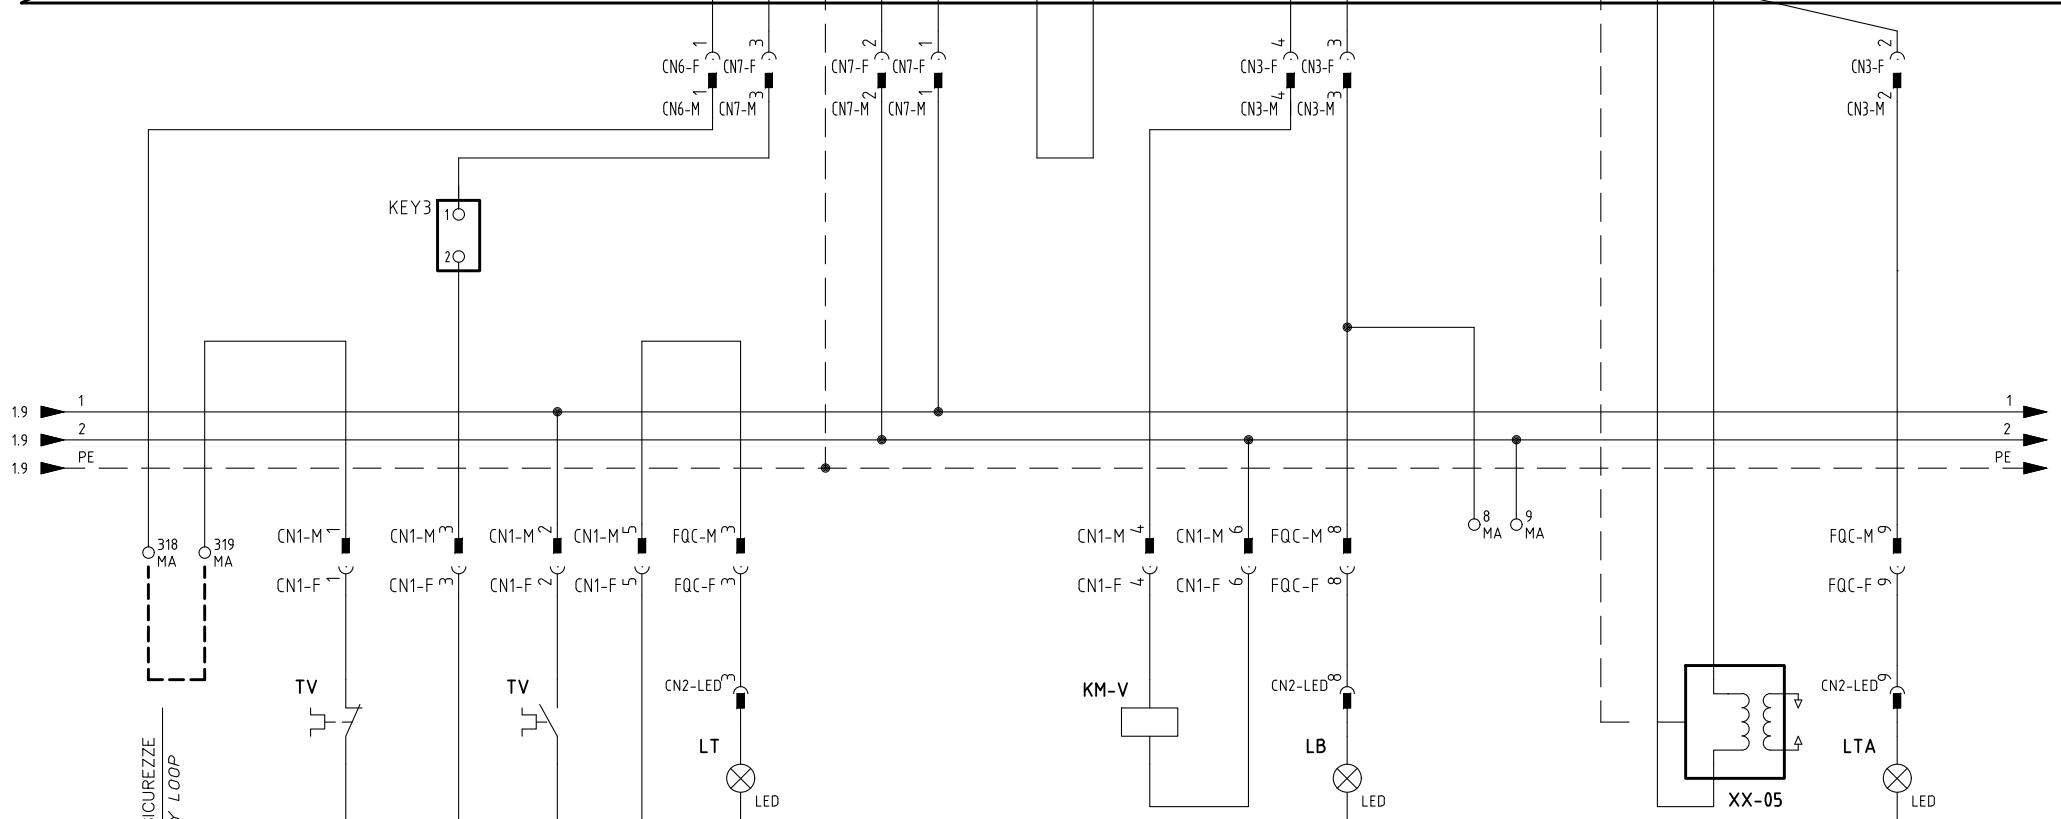 1 3 2 1 4 3 2
CN6-F CN7-F CN7-F CN7-F CN3-F CN3-F CN3-F
1 3 2 1 4 3 2
CN6-M CN7-M CN7-M CN7-M CN3-M CN3-M CN3-M
KEY3 1
2
1.9 1 1
1.9 2 2
1.9 PE PE
318 MA
319 MA
8 MA
9 MA
CN1-M 1 CN1-M 3 CN1-M 2 CN1-M 5 FQC-M 3 CN1-M 4 CN1-M 6 FQC-M 8 FQC-M 9
CN1-F 1 CN1-F 3 CN1-F 2 CN1-F 5 FQC-F 3 CN1-F 4 CN1-F 6 FQC-F 8 FQC-F 9
TV TV CN2-LED 3 KM-V CN2-LED 8 CN2-LED 9
LT LB LTA
LED LED XX-05 LED
SICUREZZE
Y LOOP